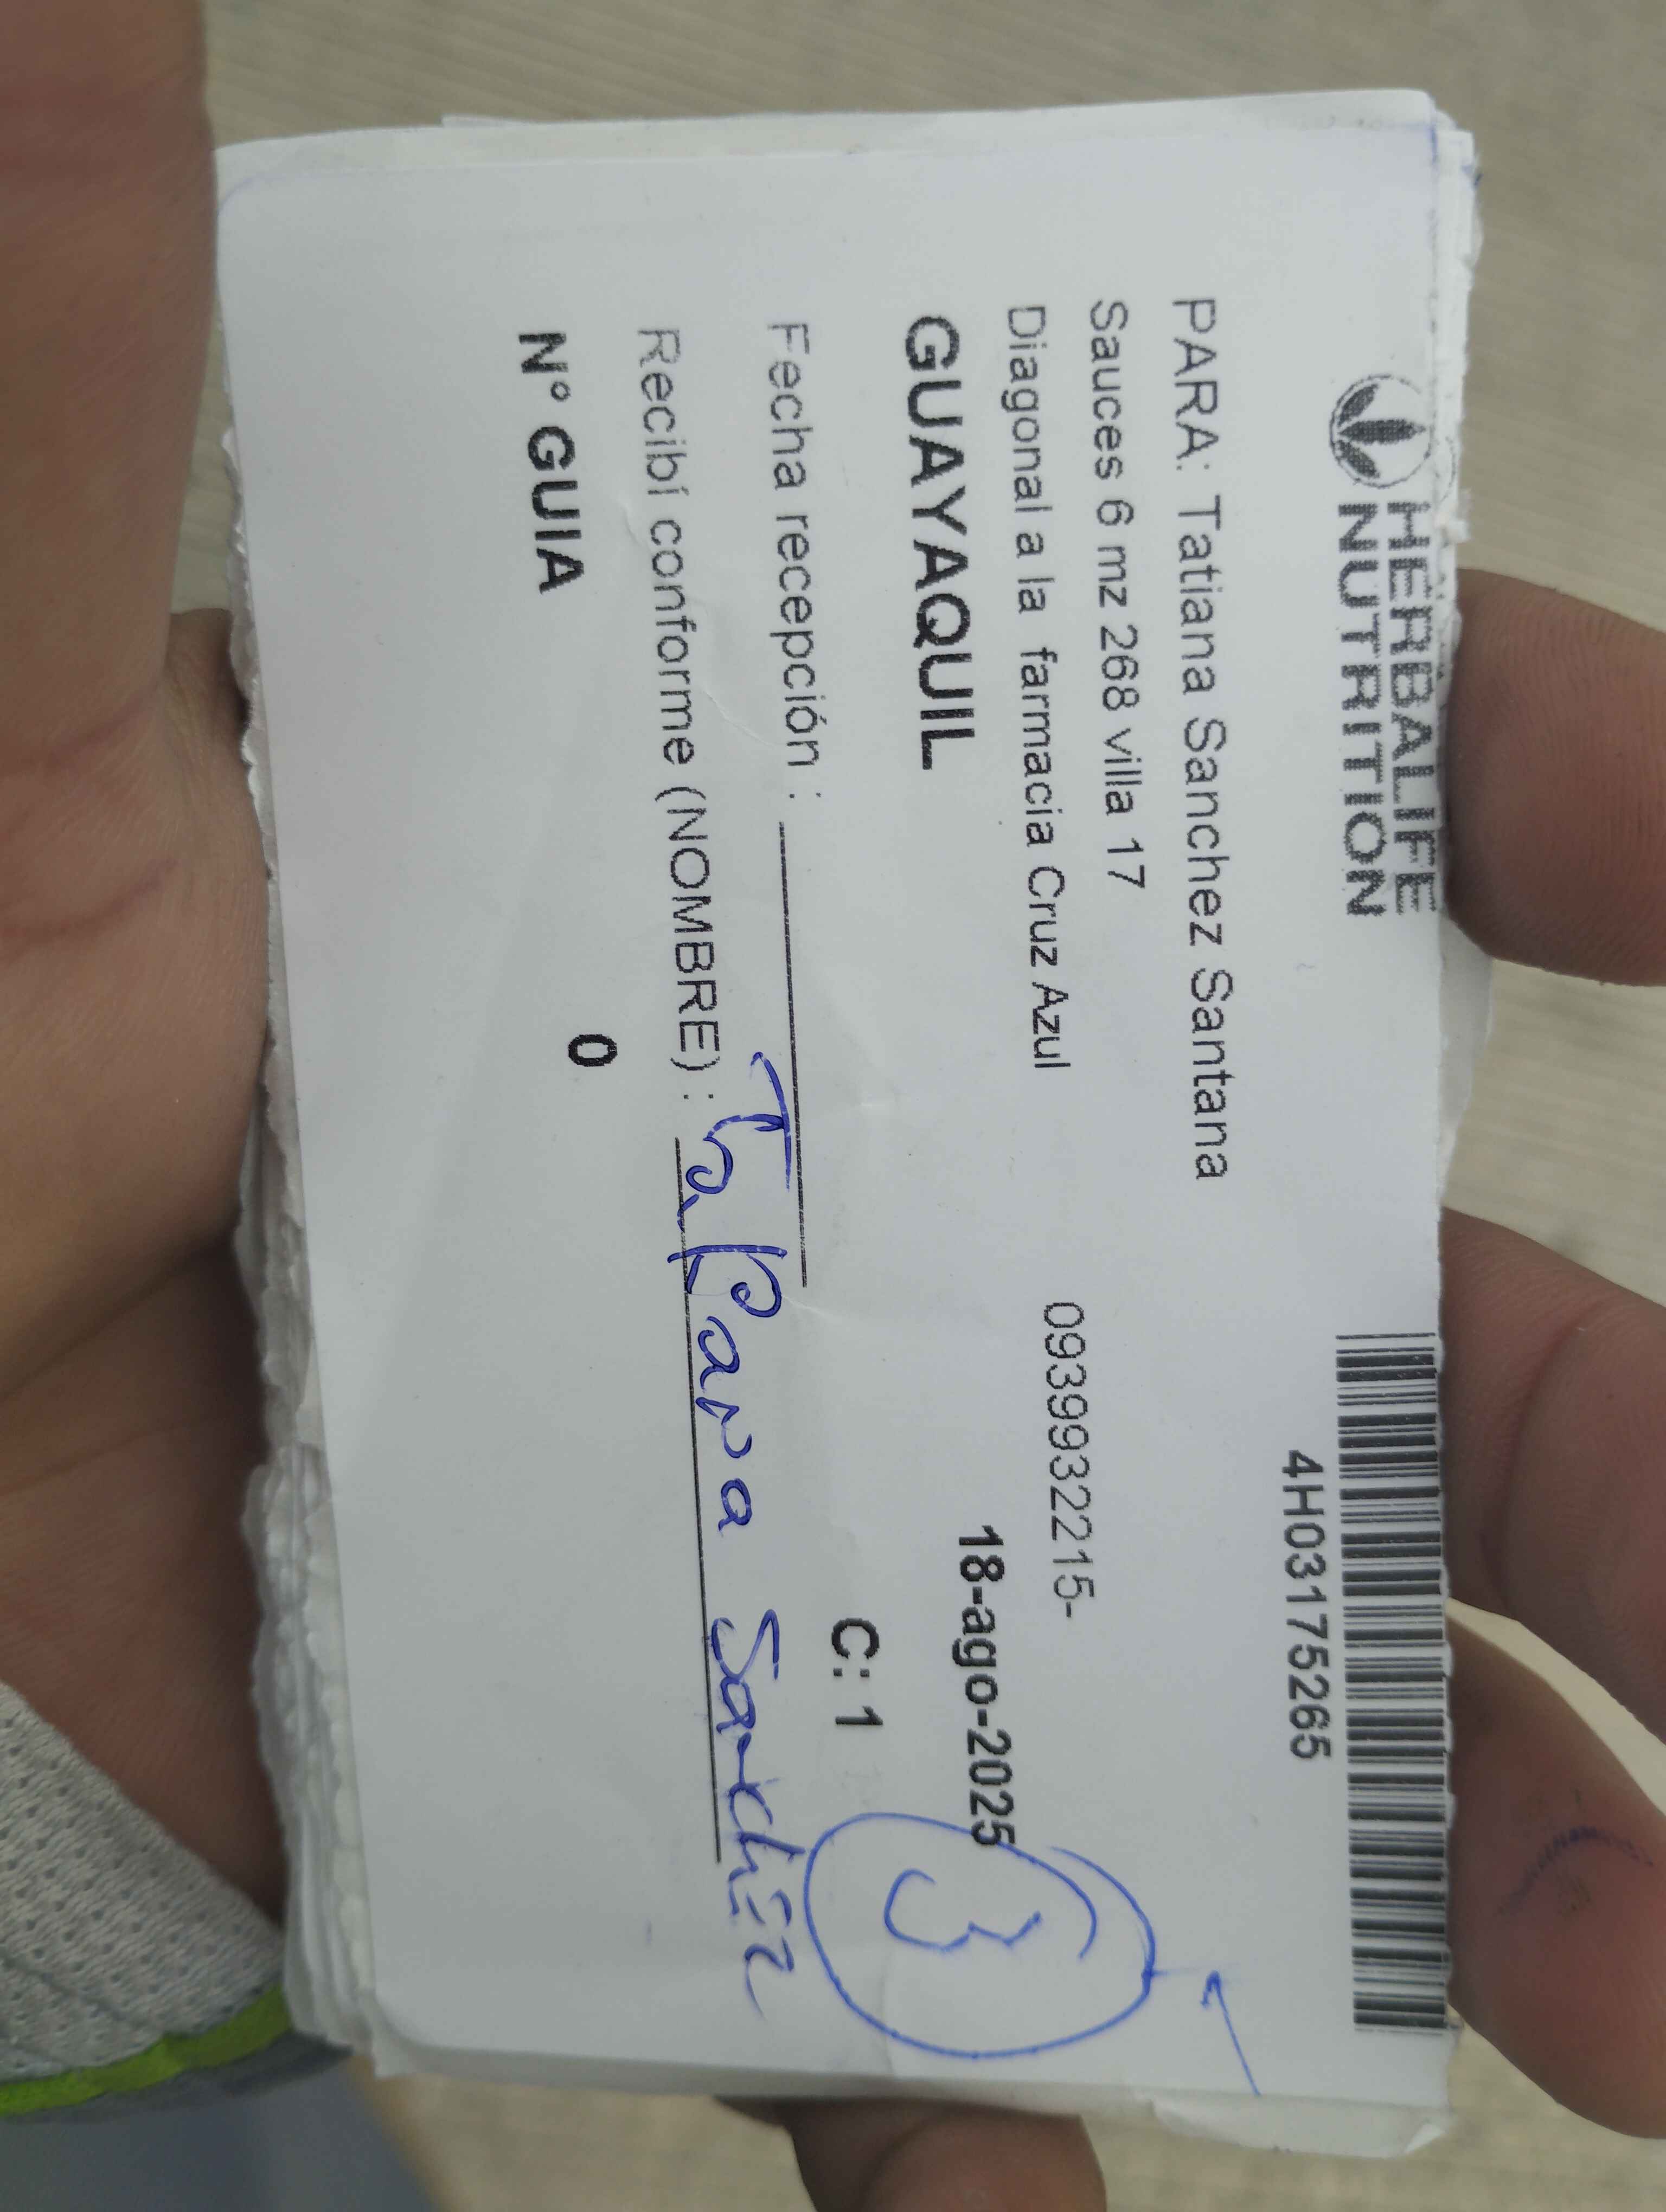 HERBALIFE
NUTRITION
4H03175265
PARA: Tatiana Sanchez Santana
Sauces 6 mz 268 villa 17
Diagonal a la farmacia Cruz Azul
0939932215-
GUAYAQUIL
18-ago-2025
3
Fecha recepción :
C: 1
Recibí conforme (NOMBRE) : Tatiana Sanchez
N° GUIA 0